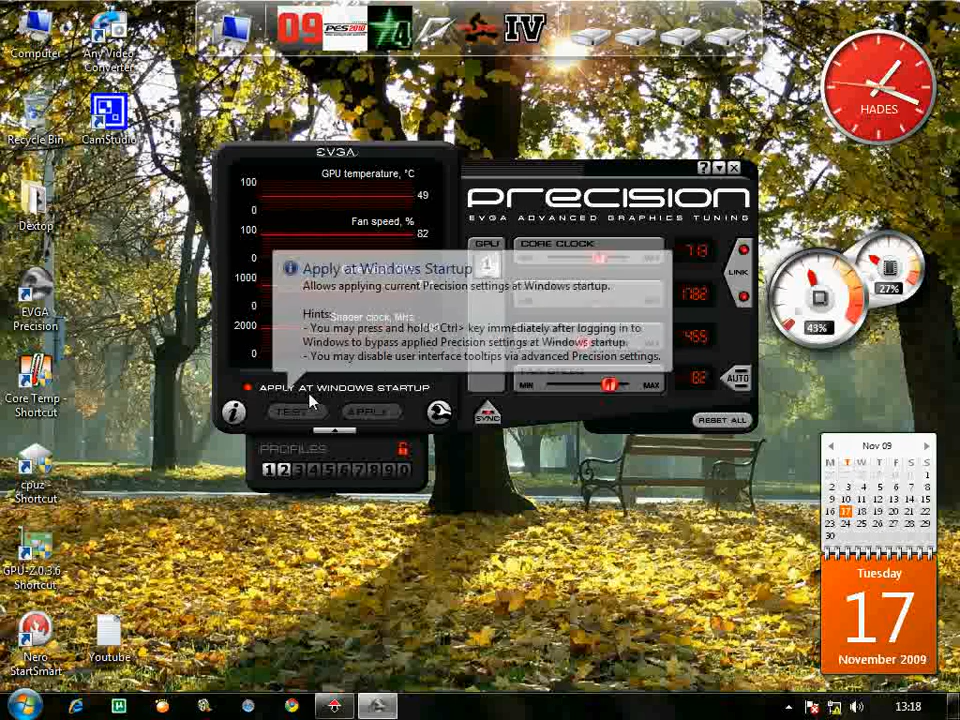 Computer
Any Video
Converter
09
PES2010
4
IV
HADES
Recycle Bin
CamStudio
Dextop
EVGA
Precision
Core Temp -
Shortcut
cpuz -
Shortcut
GPU-Z.0.3.6
Shortcut
Nero
StartSmart
Youtube
EVGA
GPU temperature, °C
100
0
49
Fan speed, %
100
0
82
1000
0
Shader clock, MHz
2000
0
APPLY AT WINDOWS STARTUP
TEST
APPLY
PROFILES
1 2 3 4 5 6 7 8 9 0
precision
EVGA ADVANCED GRAPHICS TUNING
GPU
1
CORE CLOCK
MIN
MAX
LINK
AUTO
82
SYNC
RESET ALL
Apply at Windows Startup
Allows applying current Precision settings at Windows startup.
Hints:
- You may press and hold <Ctrl> key immediately after logging in to
Windows to bypass applied Precision settings at Windows startup.
- You may disable user interface tooltips via advanced Precision settings.
43%
27%
Nov 09
M T W T F S S
1
2 3 4 5 6 7 8
9 10 11 12 13 14 15
16 17 18 19 20 21 22
23 24 25 26 27 28 29
30
Tuesday
17
November 2009
13:18